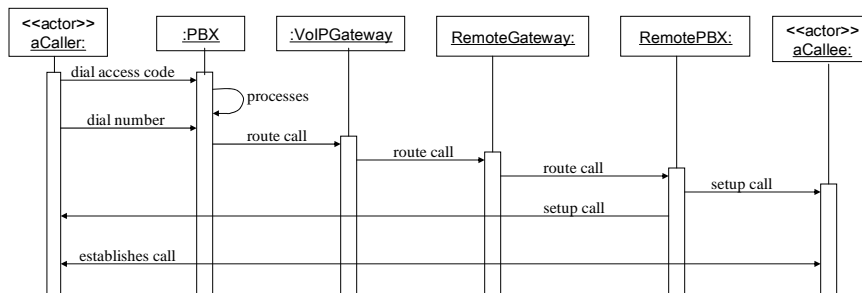 <<actor>>
aCaller:
:PBX
:VoIPGateway
RemoteGateway:
RemotePBX:
<<actor>>
aCallee:
dial access code
processes
dial number
route call
route call
route call
setup call
setup call
establishes call